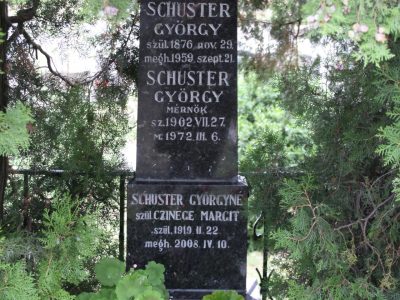 SCHUSTER
GYÖRGY
szül. 1876. nov. 29.
megh. 1959. szept. 21.
SCHUSTER
GYÖRGY
MÉRNÖK
SZ. 1902 VII. 27.
M. 1972. III. 6.
SCHUSTER GYÖRGYNÉ
szül. CZINEGE MARGIT
szül. 1919. II. 22.
megh. 2008. IV. 10.